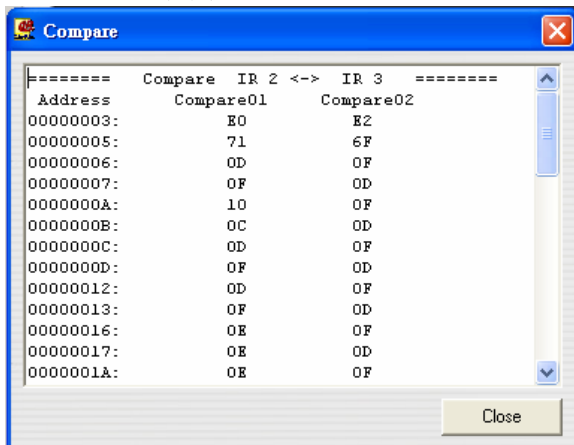 Compare
======== Compare IR 2 <-> IR 3 ========
Address Compare01 Compare02
00000003: E0 E2
00000005: 71 6F
00000006: 0D 0F
00000007: 0F 0D
0000000A: 10 0F
0000000B: 0C 0D
0000000C: 0D 0F
0000000D: 0F 0D
00000012: 0D 0F
00000013: 0F 0D
00000016: 0E 0F
00000017: 0E 0D
0000001A: 0E 0F
Close